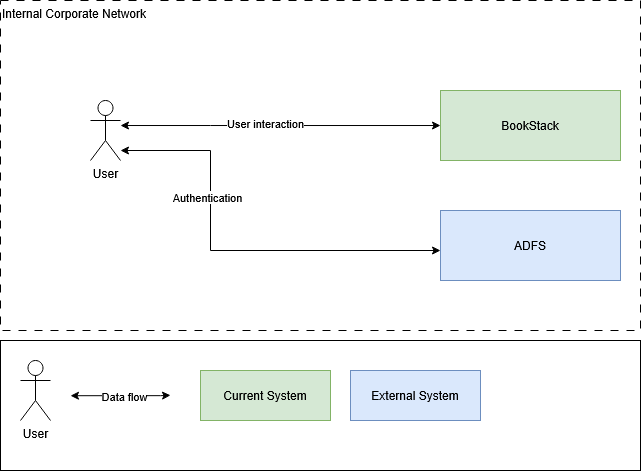 Internal Corporate Network
User interaction
BookStack
User
Authentication
ADFS
Data flow
Current System
External System
User